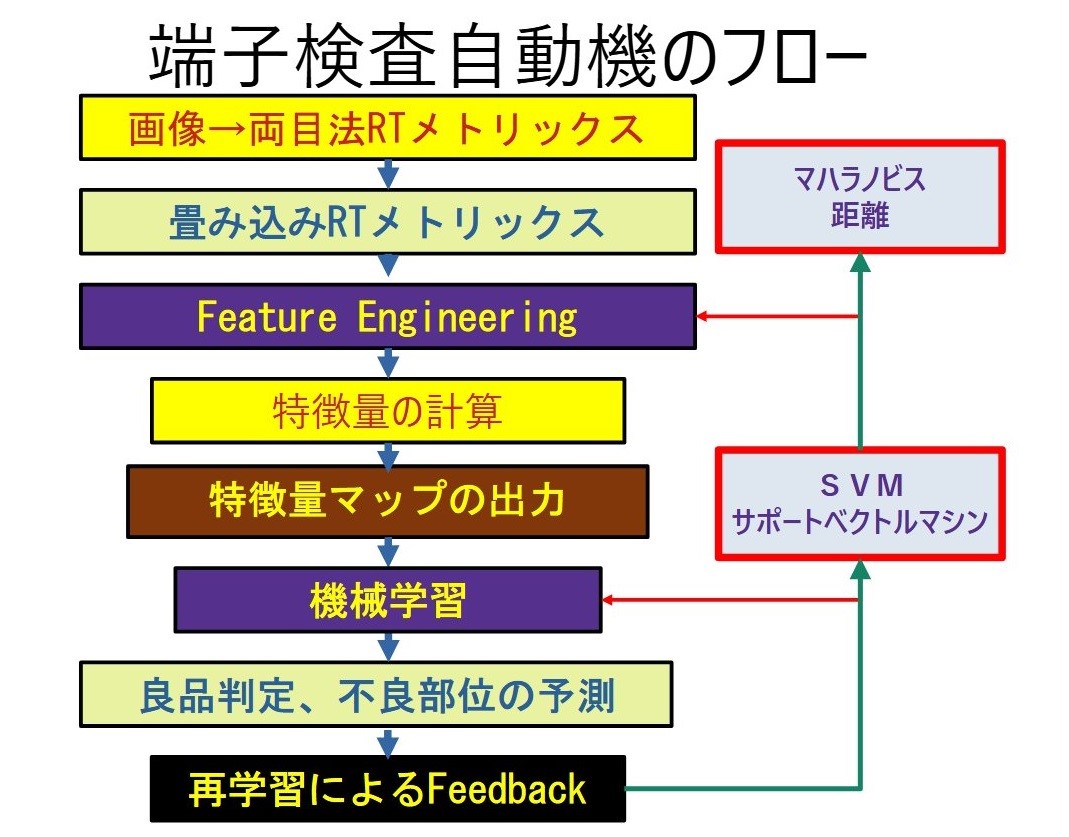 端子検査自動機のフロー
画像→両目法RTメトリックス
畳み込みRTメトリックス
Feature Engineering
特徴量の計算
特徴量マップの出力
機械学習
良品判定、不良部位の予測
再学習によるFeedback
マハラノビス
距離
ＳＶＭ
サポートベクトルマシン